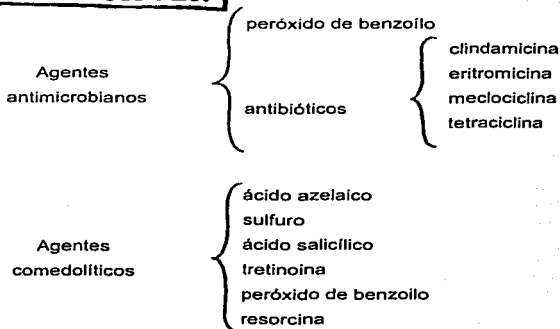 peróxido de benzoílo
Agentes
antimicrobianos
antibióticos
clindamicina
eritromicina
meclociclina
tetraciclina
Agentes
comedolíticos
ácido azelaico
sulfuro
ácido salicílico
tretinoina
peróxido de benzoilo
resorcina